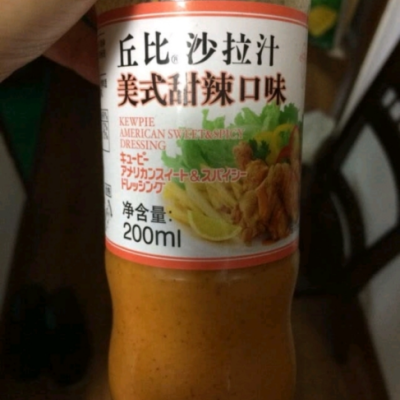 丘比®沙拉汁
美式甜辣口味
KEWPIE
AMERICAN SWEET&SPICY
DRESSING
キユーピー
アメリカンスイート&スパイシー
ドレッシング
净含量:
200ml